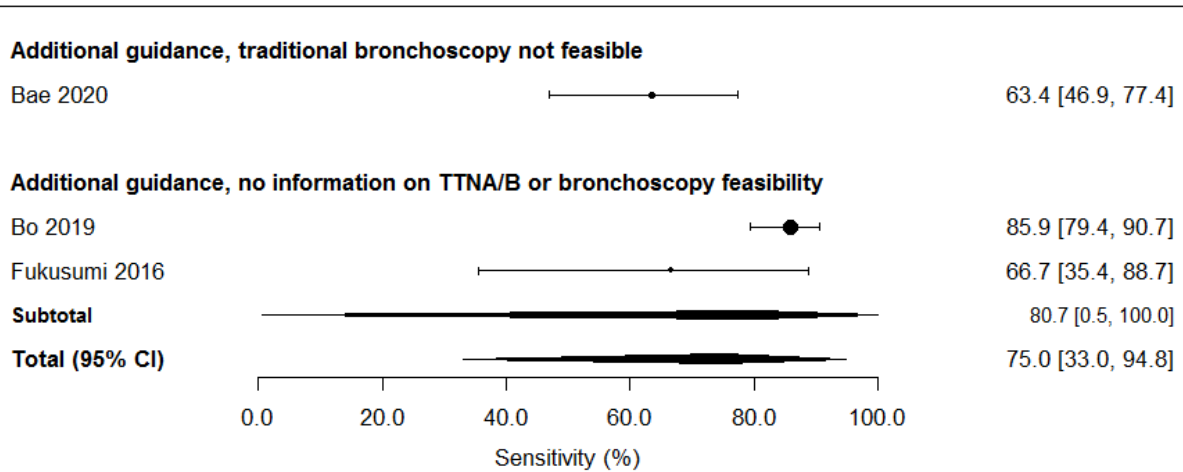 Additional guidance, traditional bronchoscopy not feasible
Bae 2020 63.4 [46.9, 77.4]
Additional guidance, no information on TTNA/B or bronchoscopy feasibility
Bo 2019 85.9 [79.4, 90.7]
Fukusumi 2016 66.7 [35.4, 88.7]
Subtotal 80.7 [0.5, 100.0]
Total (95% CI) 75.0 [33.0, 94.8]
0.0 20.0 40.0 60.0 80.0 100.0
Sensitivity (%)